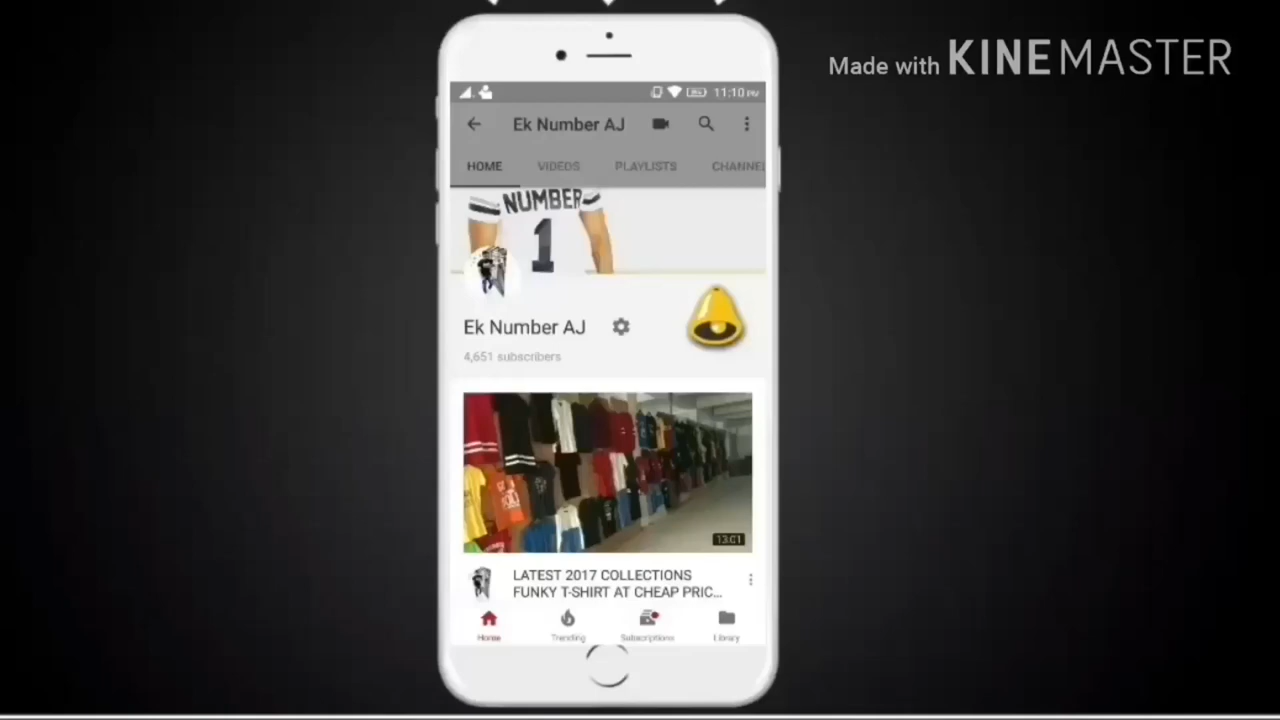 Made with KINEMASTER
11:10 PM
Ek Number AJ
HOME VIDEOS PLAYLISTS CHANNEL
NUMBER
1
Ek Number AJ
4,651 subscribers
13:01
LATEST 2017 COLLECTIONS
FUNKY T-SHIRT AT CHEAP PRIC...
Home Trending Subscriptions Library